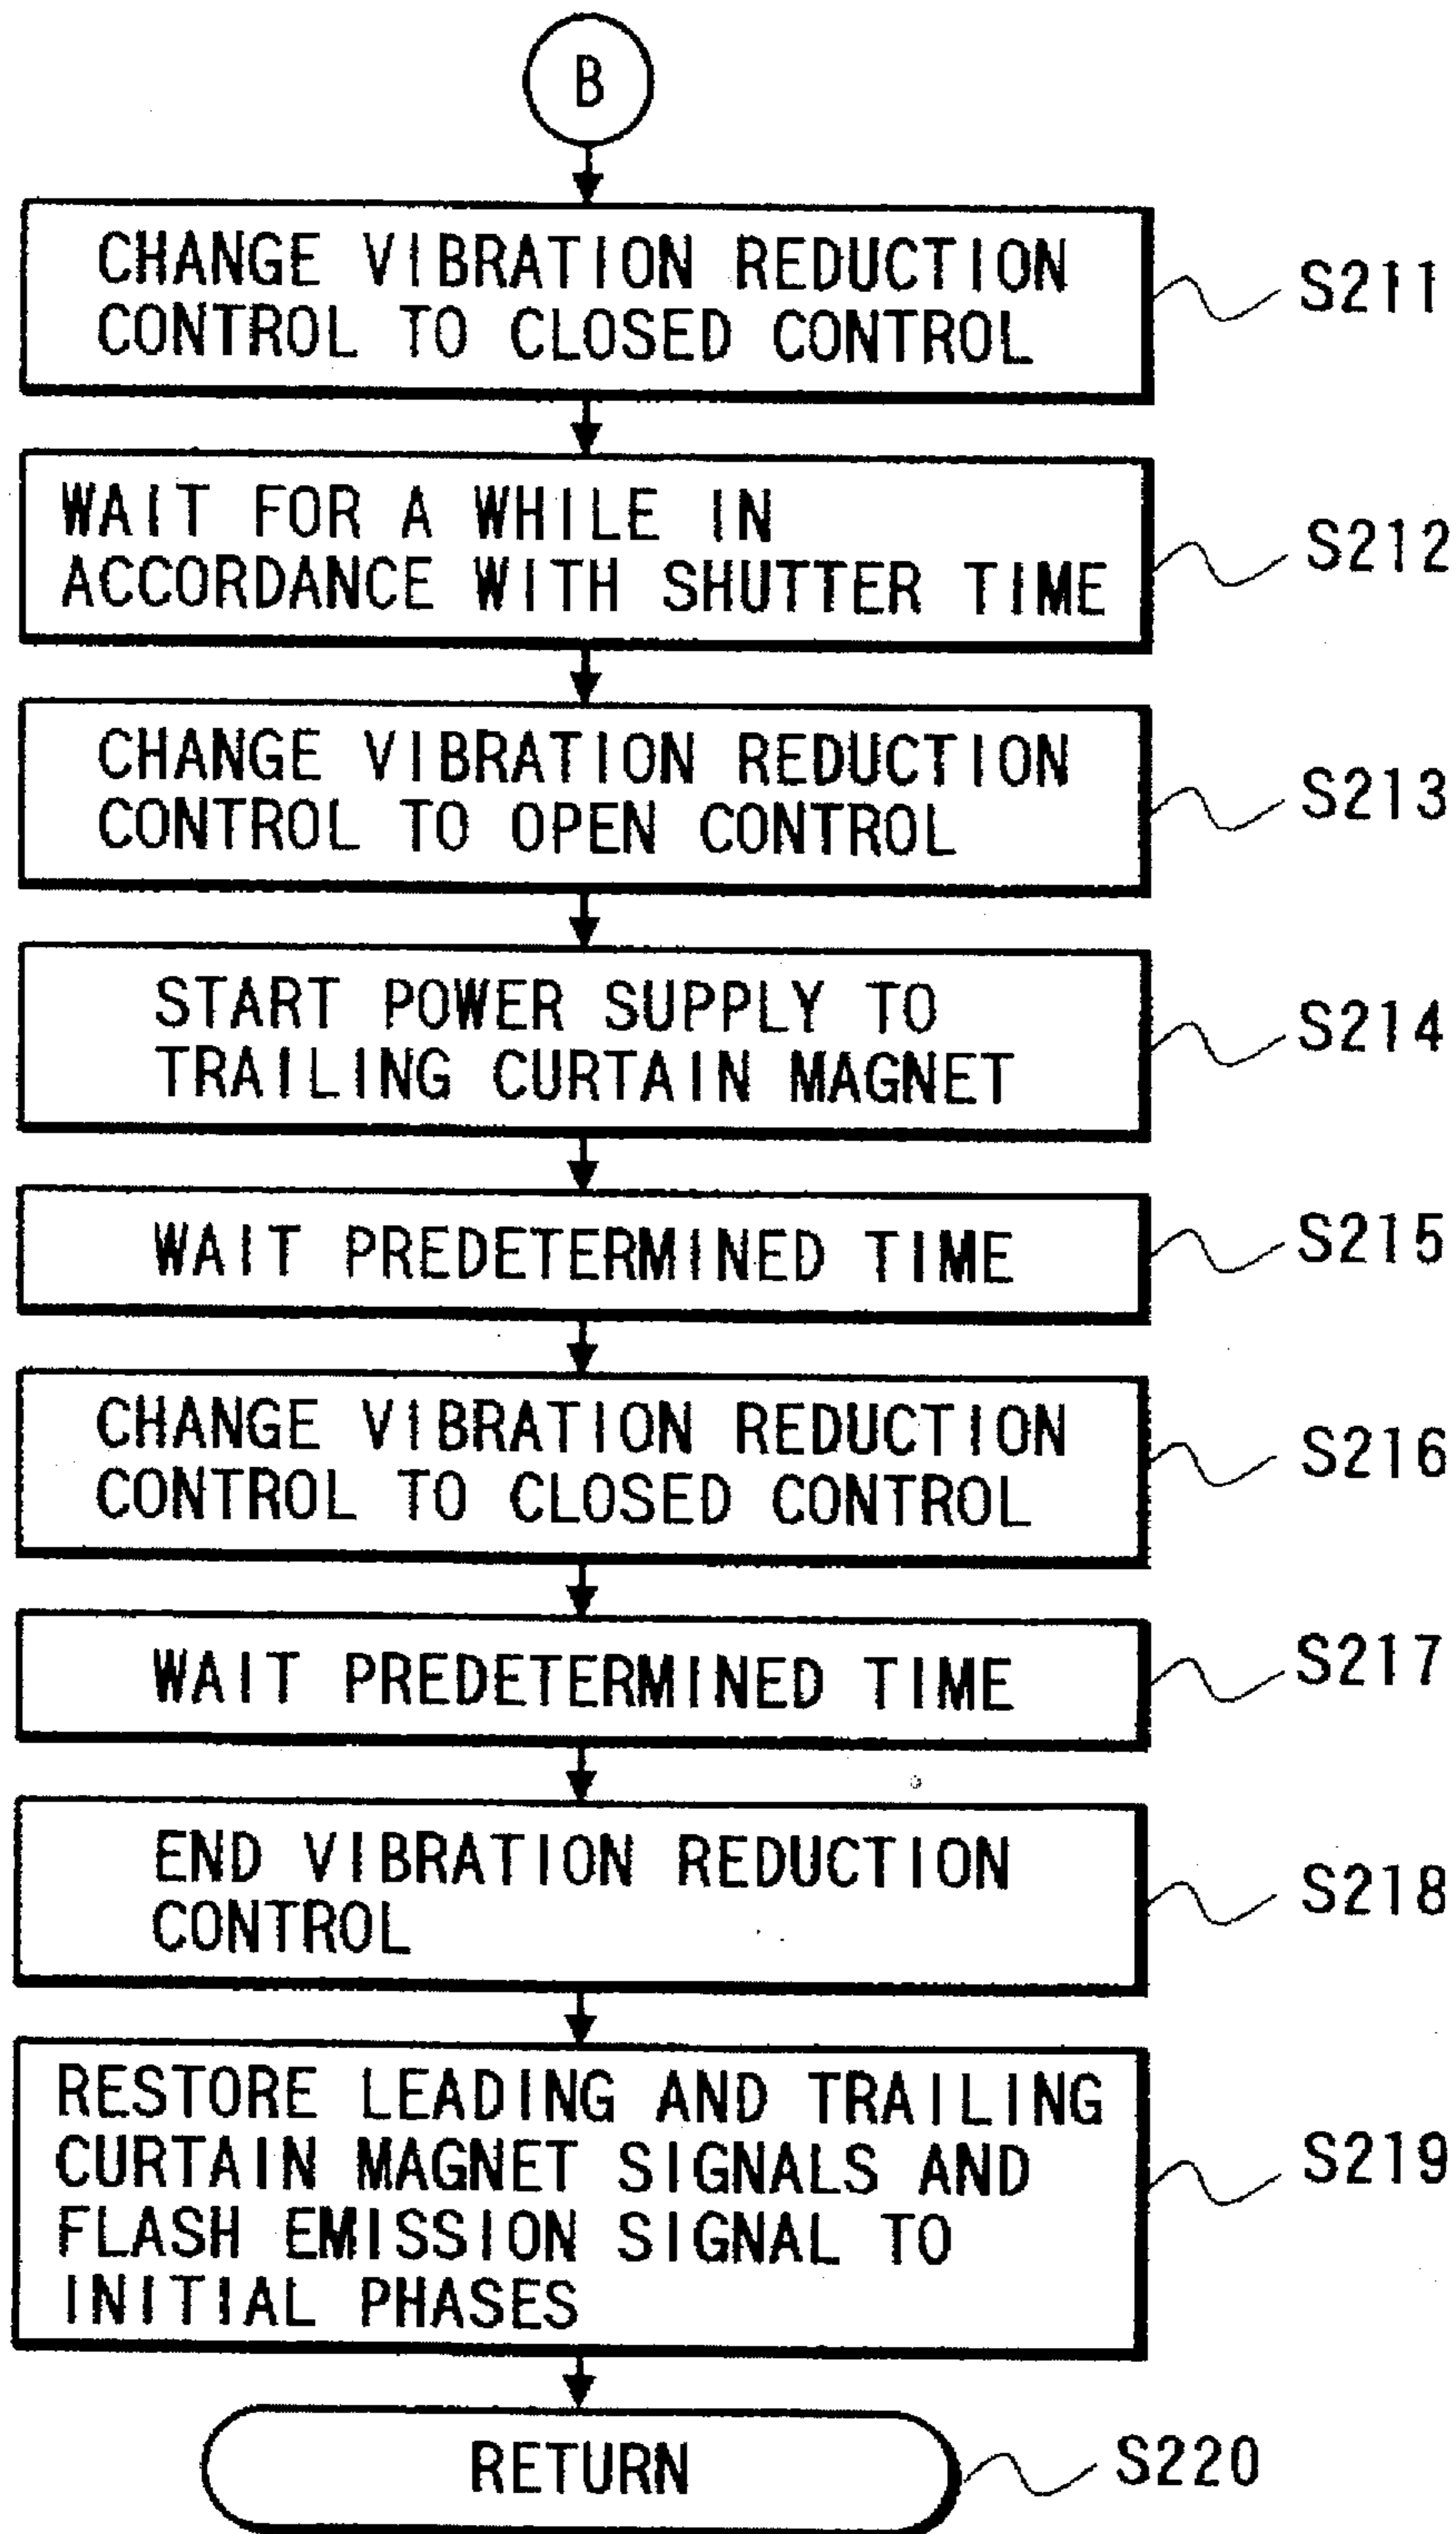 B
CHANGE VIBRATION REDUCTION
CONTROL TO CLOSED CONTROL
S211
WAIT FOR A WHILE IN
ACCORDANCE WITH SHUTTER TIME
S212
CHANGE VIBRATION REDUCTION
CONTROL TO OPEN CONTROL
S213
START POWER SUPPLY TO
TRAILING CURTAIN MAGNET
S214
WAIT PREDETERMINED TIME
S215
CHANGE VIBRATION REDUCTION
CONTROL TO CLOSED CONTROL
S216
WAIT PREDETERMINED TIME
S217
END VIBRATION REDUCTION
CONTROL
S218
RESTORE LEADING AND TRAILING
CURTAIN MAGNET SIGNALS AND
FLASH EMISSION SIGNAL TO
INITIAL PHASES
S219
RETURN
S220